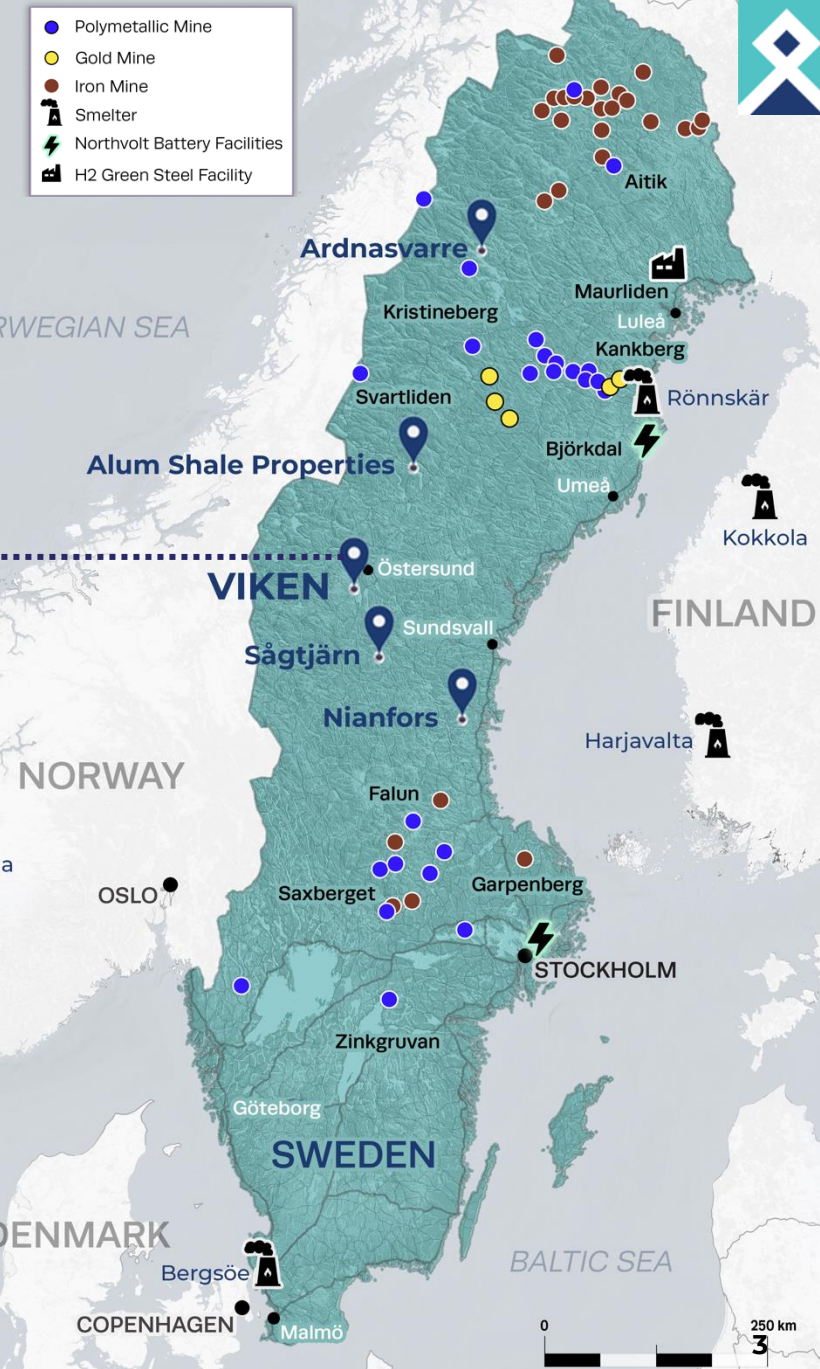 Polymetallic Mine
Gold Mine
Iron Mine
Smelter
Northvolt Battery Facilities
H2 Green Steel Facility
Aitik
Ardnasvarre
Maurliden
Kristineberg
Luleå
RWEGIAN SEA
Kankberg
Svartliden
Rönnskär
Björkdal
Alum Shale Properties
Umeå
Kokkola
Östersund
VIKEN
FINLAND
Sundsvall
Sågtjärn
Nianfors
Harjavalta
NORWAY
Falun
a
Saxberget
Garpenberg
OSLO
STOCKHOLM
Zinkgruvan
Göteborg
SWEDEN
DENMARK
BALTIC SEA
Bergsöe
COPENHAGEN
Malmö
0
250 km
3